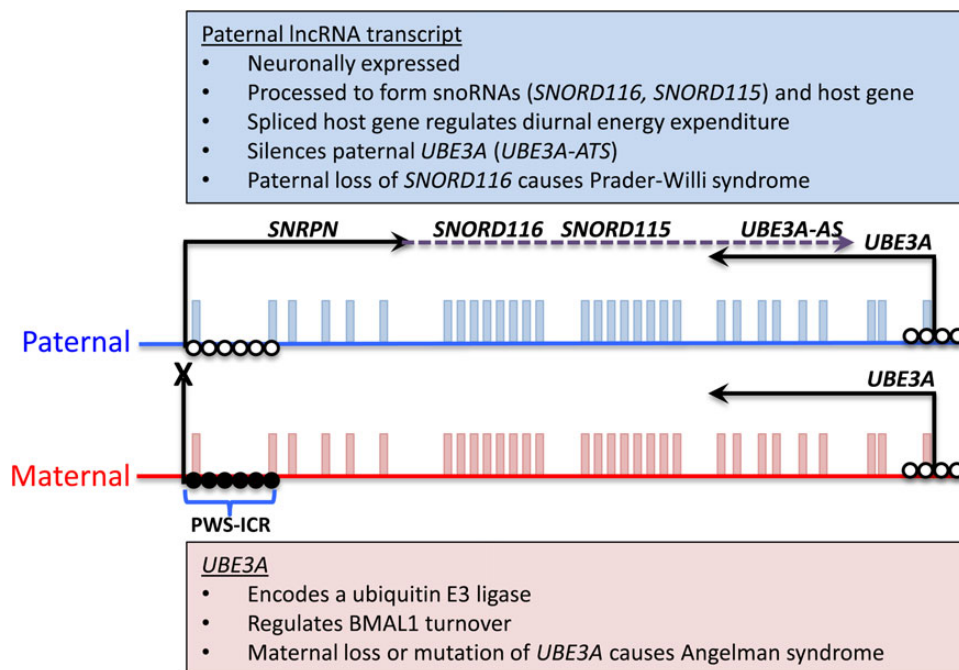 Paternal lncRNA transcript
• Neuronally expressed
• Processed to form snoRNAs (SNORD116, SNORD115) and host gene
• Spliced host gene regulates diurnal energy expenditure
• Silences paternal UBE3A (UBE3A-ATS)
• Paternal loss of SNORD116 causes Prader-Willi syndrome
SNRPN SNORD116 SNORD115 UBE3A-AS
UBE3A
Paternal
X
UBE3A
Maternal
PWS-ICR
UBE3A
• Encodes a ubiquitin E3 ligase
• Regulates BMAL1 turnover
• Maternal loss or mutation of UBE3A causes Angelman syndrome